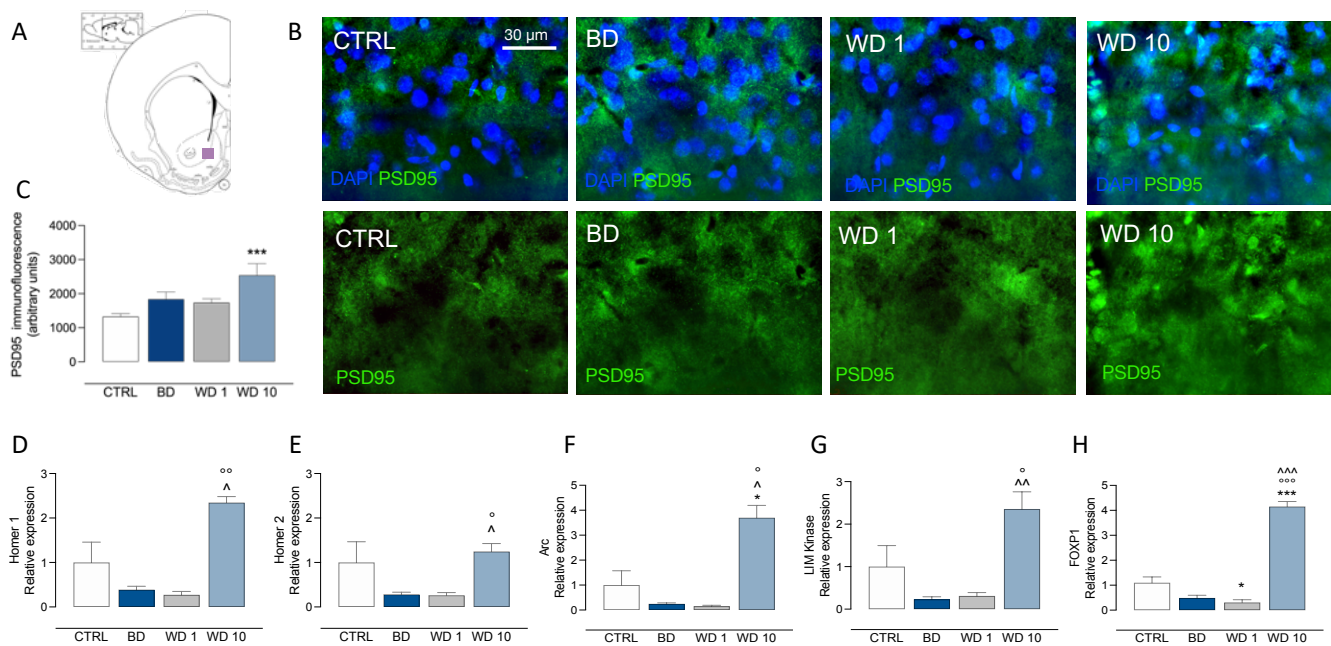 A
B
CTRL
30 µm
DAPI PSD95
BD
DAPI PSD95
WD 1
DAPI PSD95
WD 10
DAPI PSD95
CTRL
PSD95
BD
PSD95
WD 1
PSD95
WD 10
PSD95
C
PSD95 immunofluorescence
(arbitrary units)
4000
3000
2000
1000
0
***
CTRL BD WD 1 WD 10
D
Homer 1
Relative expression
3
2
1
0
°°
^
CTRL BD WD 1 WD 10
E
Homer 2
Relative expression
3
2
1
0
°
^
CTRL BD WD 1 WD 10
F
Arc
Relative expression
5
4
3
2
1
0
°
^
*
CTRL BD WD 1 WD 10
G
LIM Kinase
Relative expression
3
2
1
0
°
^^
CTRL BD WD 1 WD 10
H
FOXP1
Relative expression
5
4
3
2
1
0
*
^^^
°°°
***
CTRL BD WD 1 WD 10